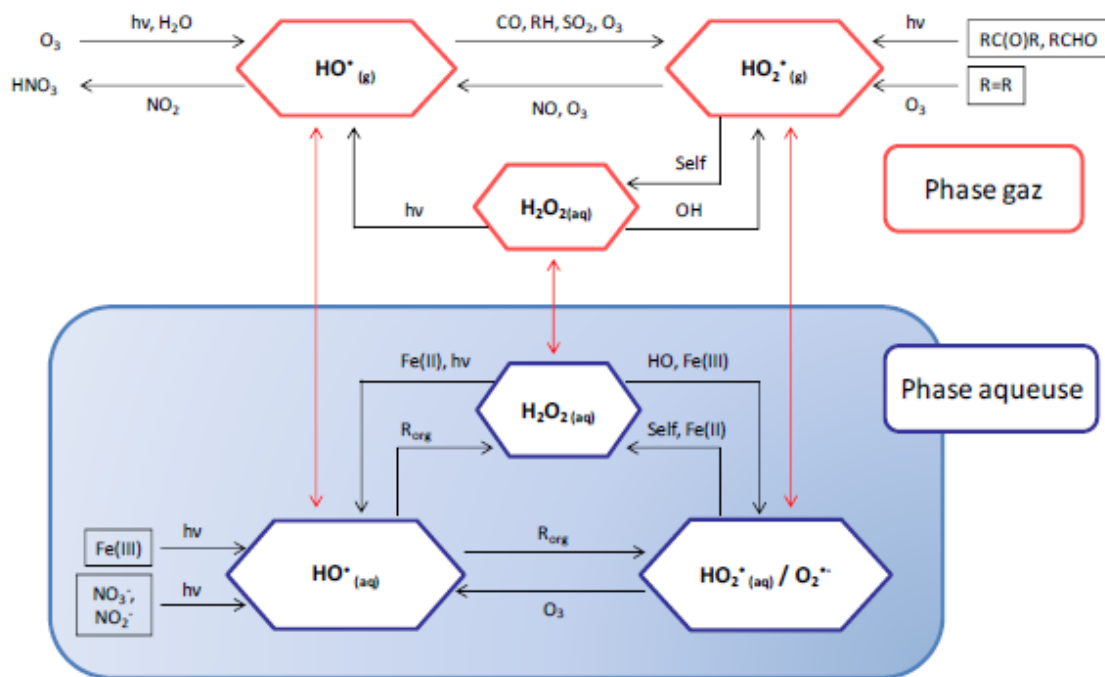 hν, H₂O
CO, RH, SO₂, O₃
hν
O₃
HO• (g)
HO₂• (g)
RC(O)R, RCHO
HNO₃
NO₂
NO, O₃
O₃
R=R
Self
H₂O₂(aq)
hν
OH
Phase gaz
Fe(II), hν
HO, Fe(III)
H₂O₂ (aq)
Phase aqueuse
R_org
Self, Fe(II)
hν
Fe(III)
R_org
HO• (aq)
HO₂• (aq) / O₂•-
hν
NO₃⁻,
NO₂⁻
O₃